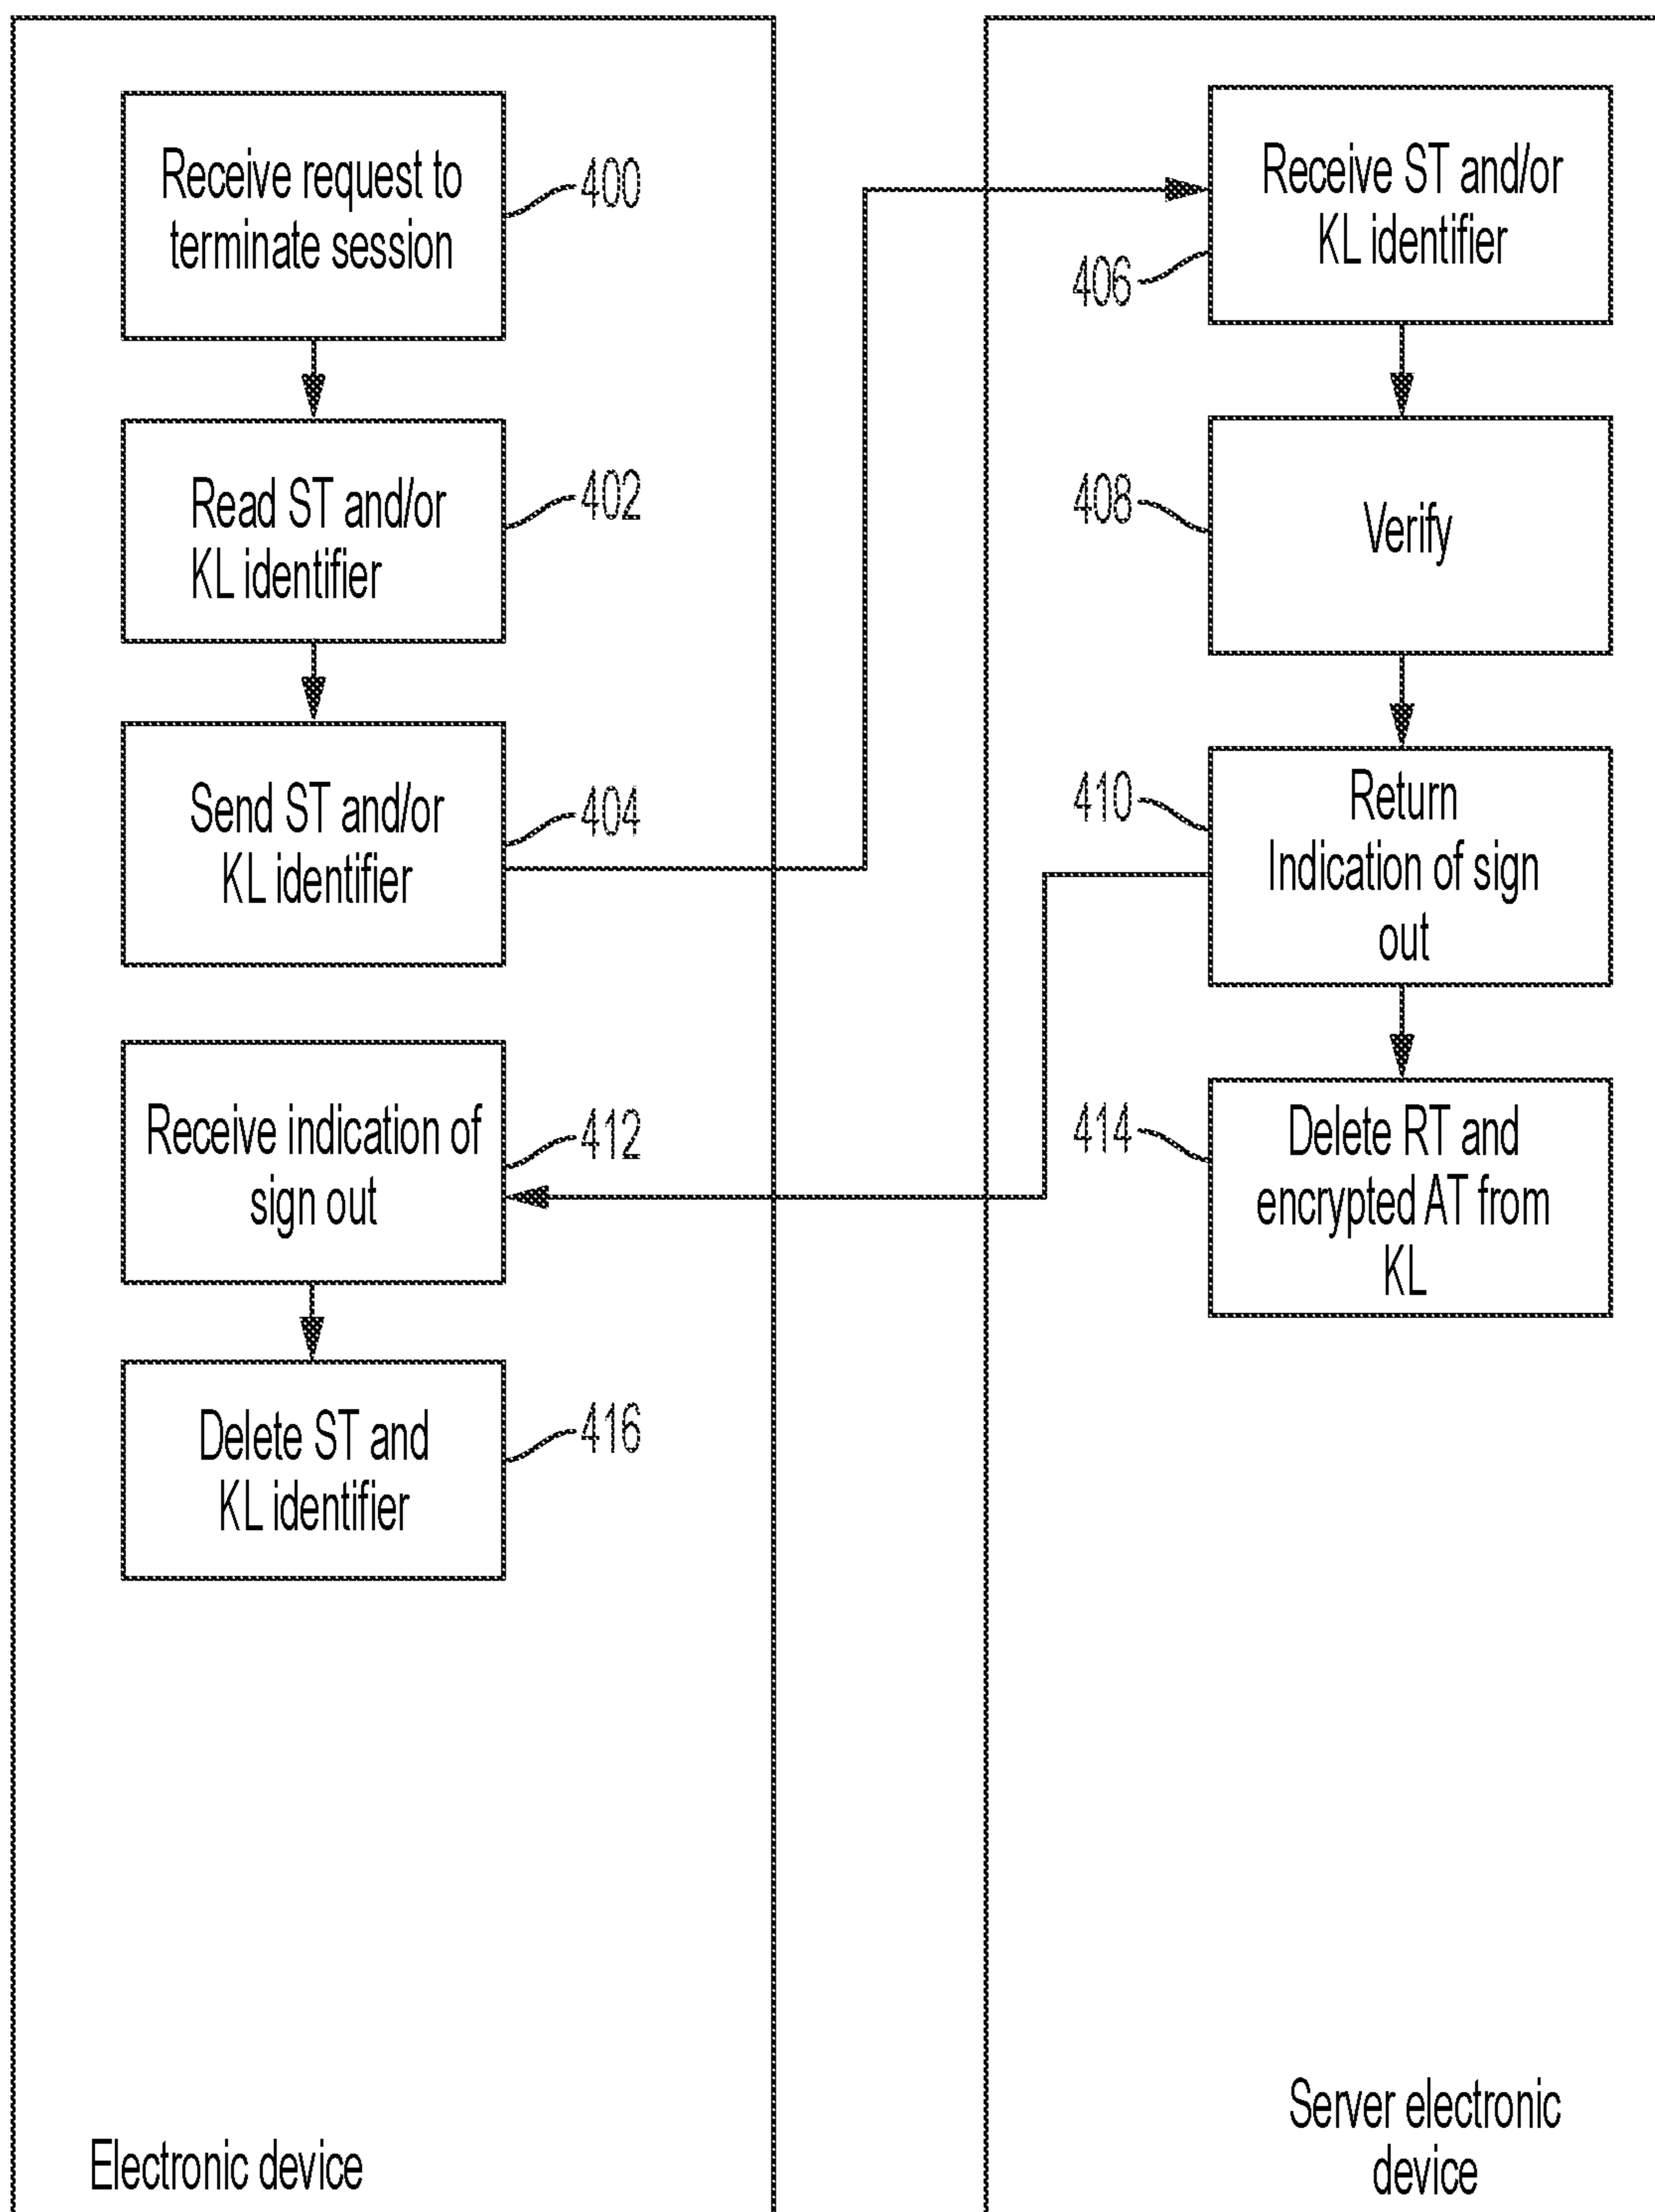 Receive request to
terminate session
400
Read ST and/or
KL identifier
402
Send ST and/or
KL identifier
404
Receive indication of
sign out
412
Delete ST and
KL identifier
416
Electronic device
Receive ST and/or
KL identifier
406
Verify
408
Return
Indication of sign
out
410
Delete RT and
encrypted AT from
KL
414
Server electronic
device